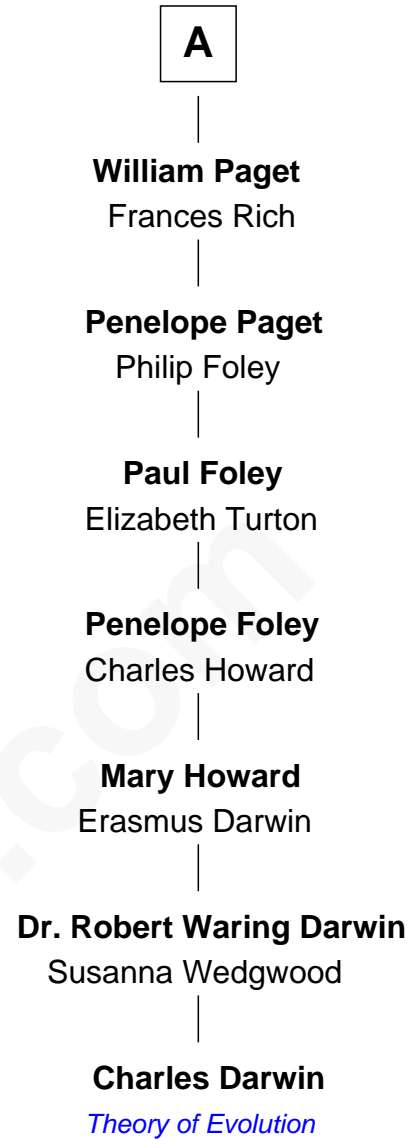 A
William Paget
Frances Rich
Penelope Paget
Philip Foley
Paul Foley
Elizabeth Turton
Penelope Foley
Charles Howard
Mary Howard
Erasmus Darwin
Dr. Robert Waring Darwin
Susanna Wedgwood
Charles Darwin
Theory of Evolution
.com